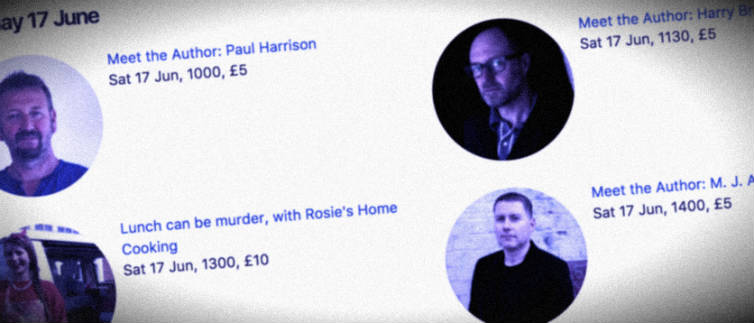 ay 17 June
Meet the Author: Paul Harrison
Sat 17 Jun, 1000, £5
Meet the Author: Harry
Sat 17 Jun, 1130, £5
Lunch can be murder, with Rosie's Home
Cooking
Sat 17 Jun, 1300, £10
Meet the Author: M. J. A
Sat 17 Jun, 1400, £5